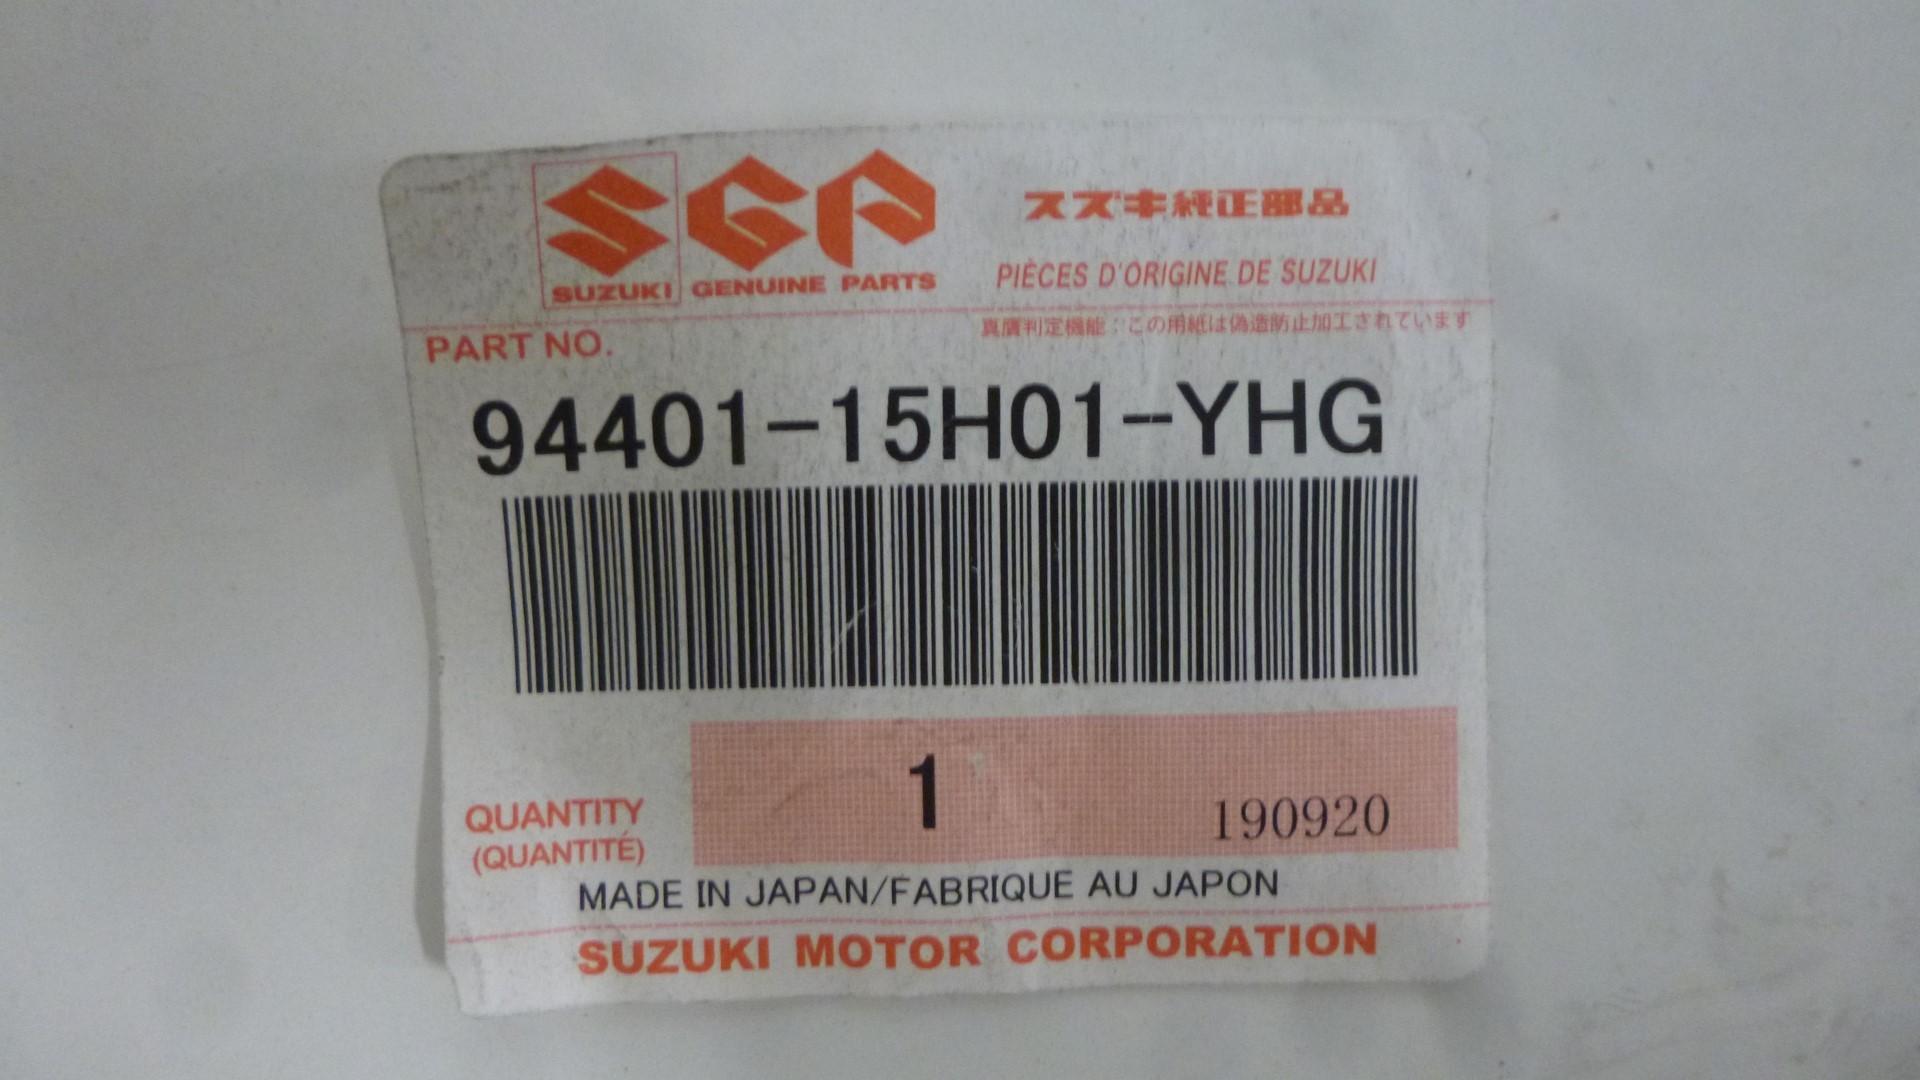 SGP スズキ純正部品
SUZUKI GENUINE PARTS PIÈCES D'ORIGINE DE SUZUKI
真贋判定機能:この用紙は偽造防止加工されています
PART NO.
94401-15H01--YHG
1
190920
QUANTITY
(QUANTITÉ)
MADE IN JAPAN/FABRIQUE AU JAPON
SUZUKI MOTOR CORPORATION